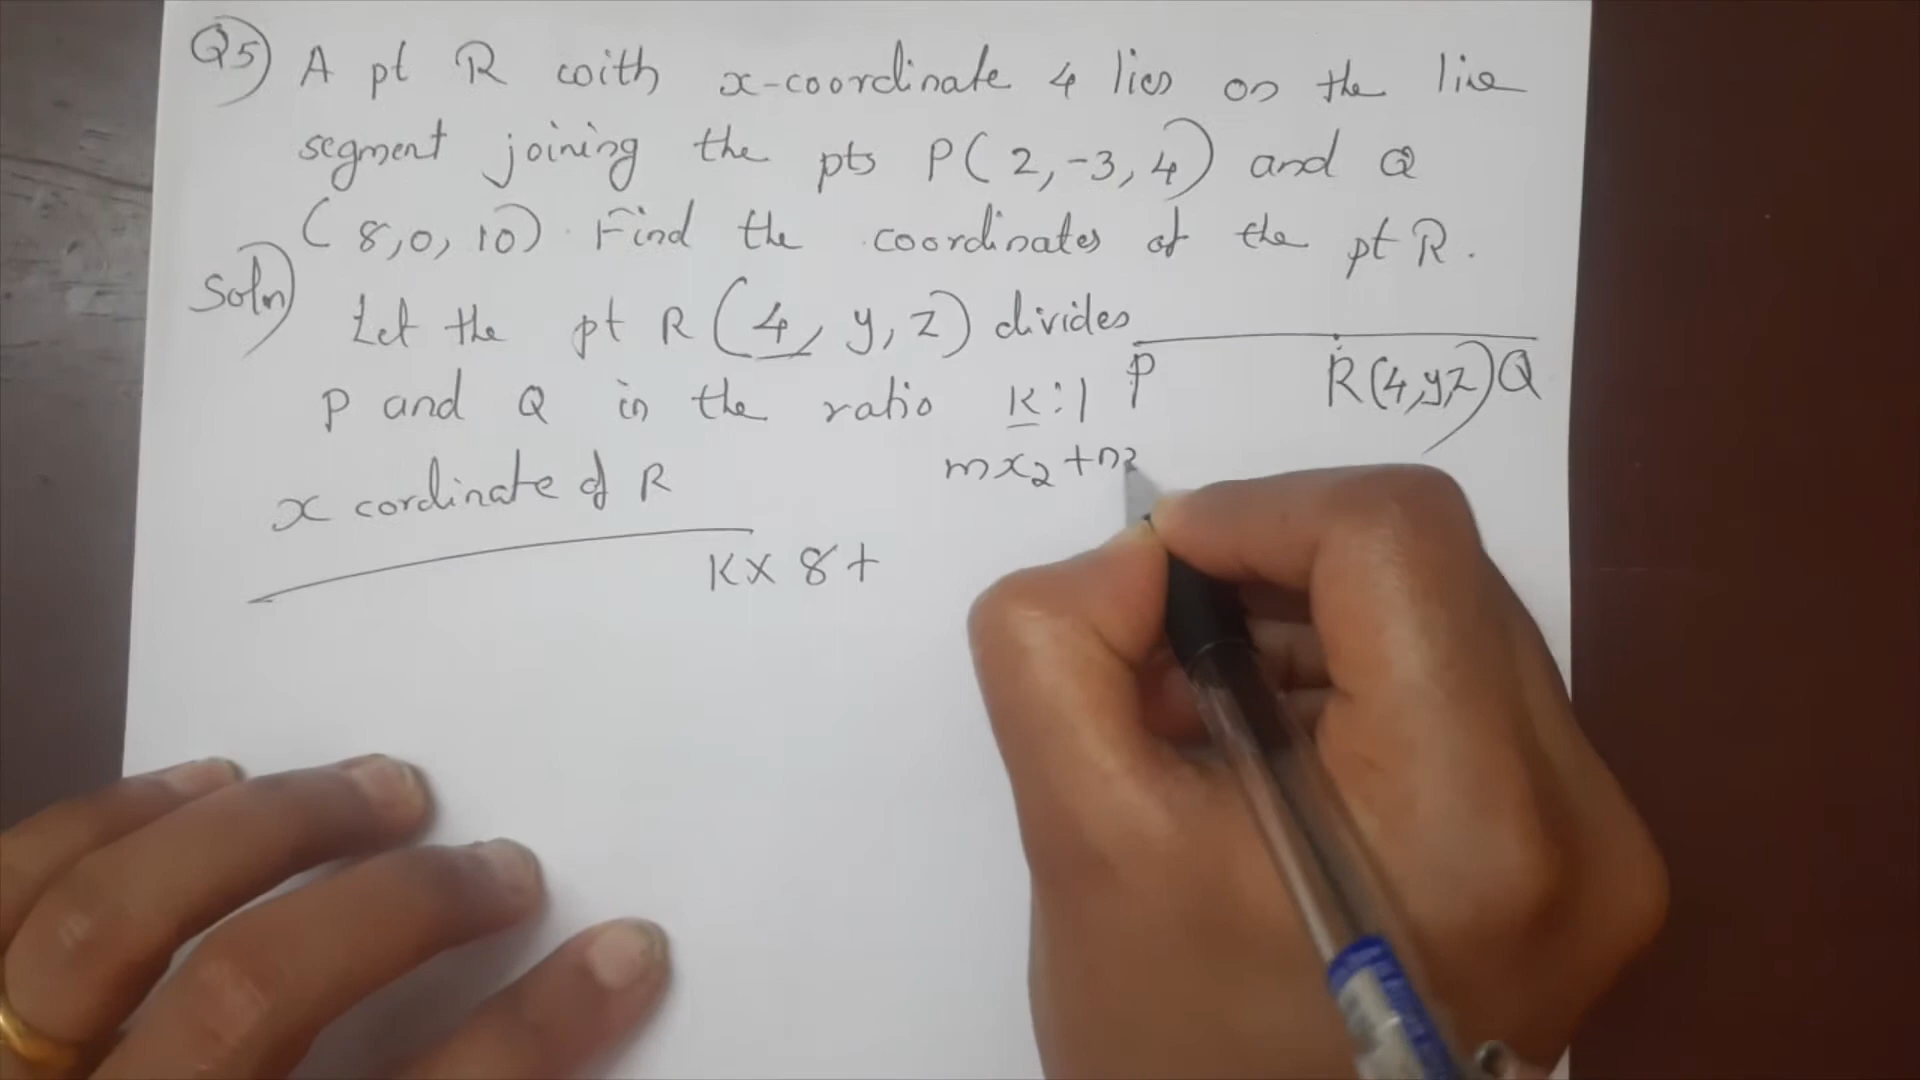 Q5) A pt R with x-coordinate 4 lies on the line
segment joining the pts P(2,-3,4) and Q
(8,0,10). Find the coordinates of the pt R.
Soln) Let the pt R (4, y, z) divides
P R(4,y,z) Q
P and Q in the ratio K:1
x cordinate of R
mx₂+n
K× 8+